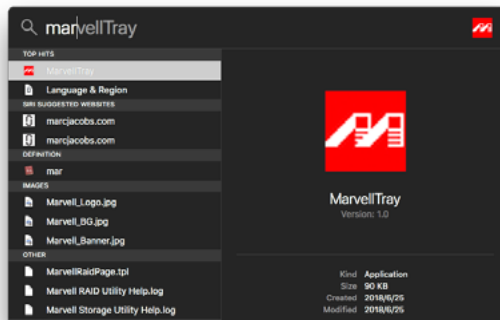 marvellTray
TOP HITS
MarvellTray
Language & Region
SIRI SUGGESTED WEBSITES
marcjacobs.com
marcjacobs.com
DEFINITION
mar
IMAGES
Marvell_Logo.jpg
Marvell_BG.jpg
Marvell_Banner.jpg
OTHER
MarvellRaidPage.tpl
Marvell RAID Utility Help.log
Marvell Storage Utility Help.log
MarvellTray
Version: 1.0
Kind Application
Size 90 KB
Created 2018/6/25
Modified 2018/6/25